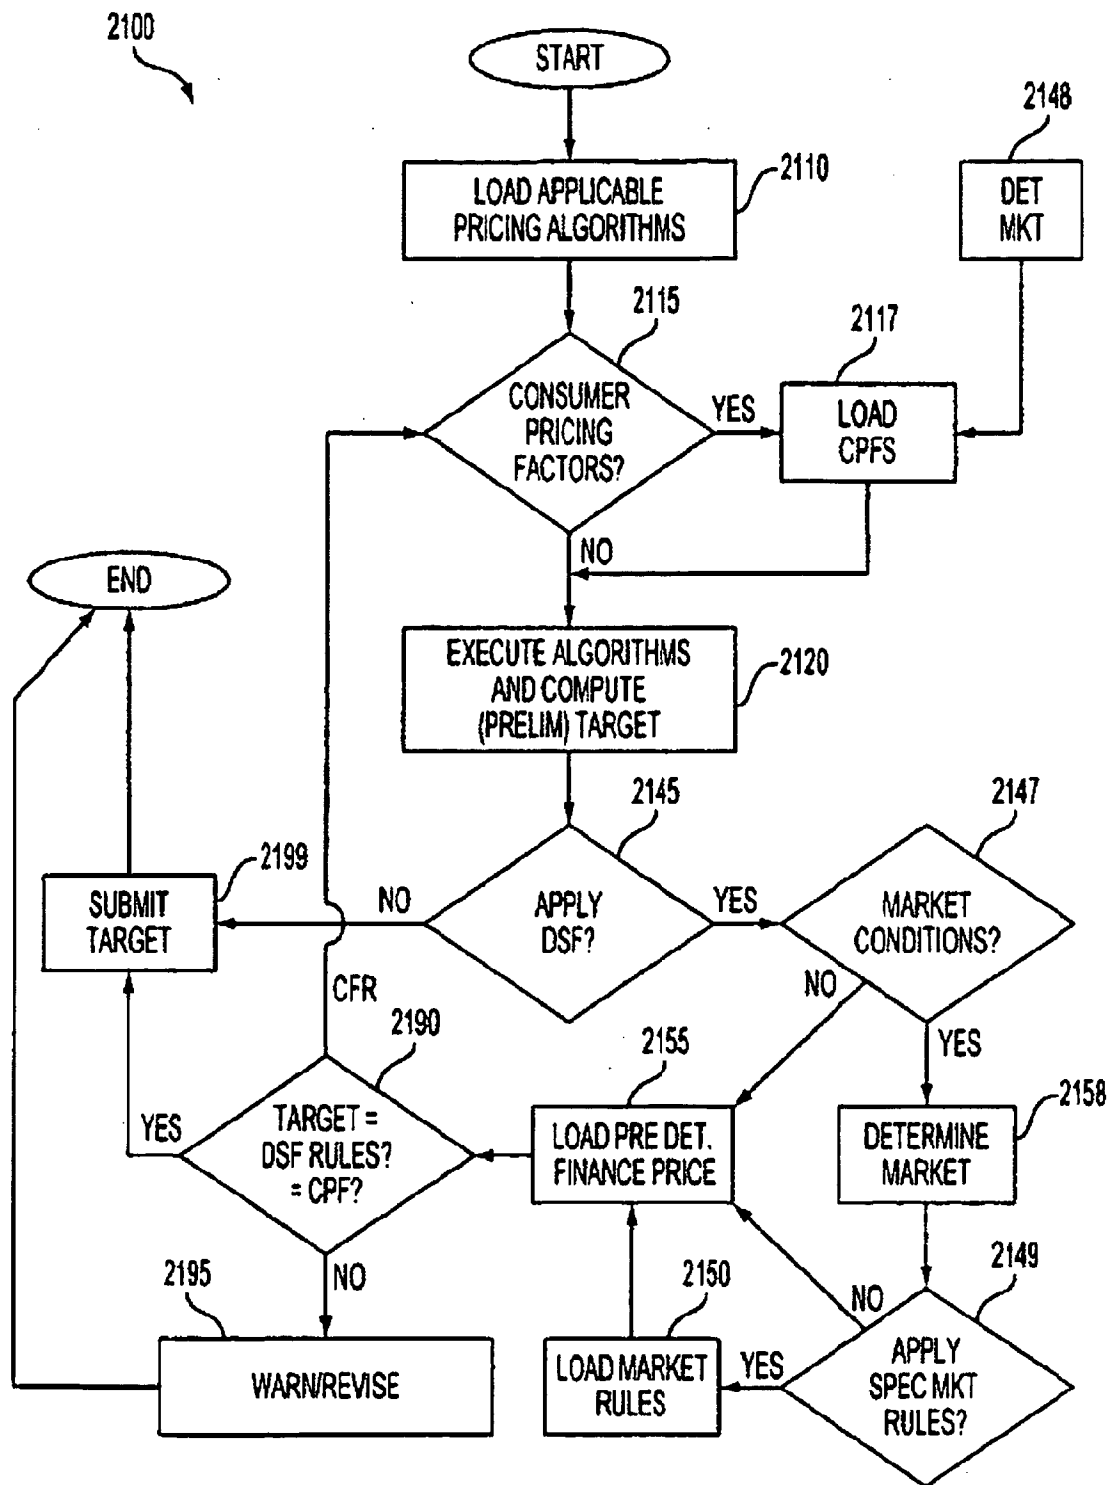 2100
START
2148
2110
LOAD APPLICABLE
PRICING ALGORITHMS
DET
MKT
2115
2117
CONSUMER
PRICING
FACTORS?
YES
LOAD
CPFS
NO
END
EXECUTE ALGORITHMS
AND COMPUTE
(PRELIM) TARGET
2120
2145
2147
2199
SUBMIT
TARGET
NO
APPLY
DSF?
YES
MARKET
CONDITIONS?
NO
CFR
2190
2155
YES
2158
YES
TARGET =
DSF RULES?
= CPF?
LOAD PRE DET.
FINANCE PRICE
DETERMINE
MARKET
2195
NO
2150
NO
2149
WARN/REVISE
LOAD MARKET
RULES
YES
APPLY
SPEC MKT
RULES?